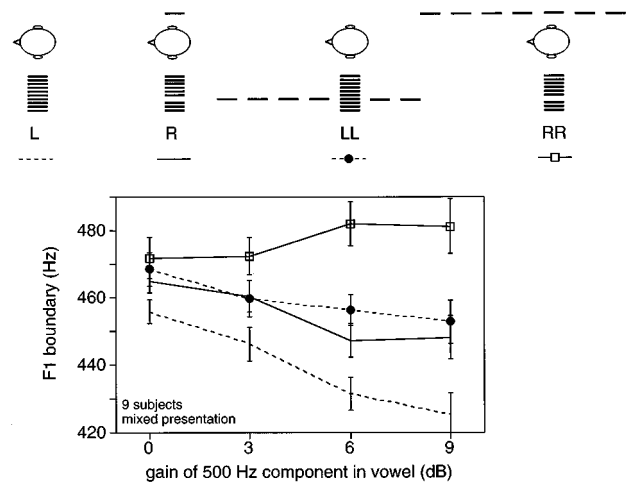 L R LL RR
480
460
440
420
F1 boundary (Hz)
9 subjects
mixed presentation
0 3 6 9
gain of 500 Hz component in vowel (dB)